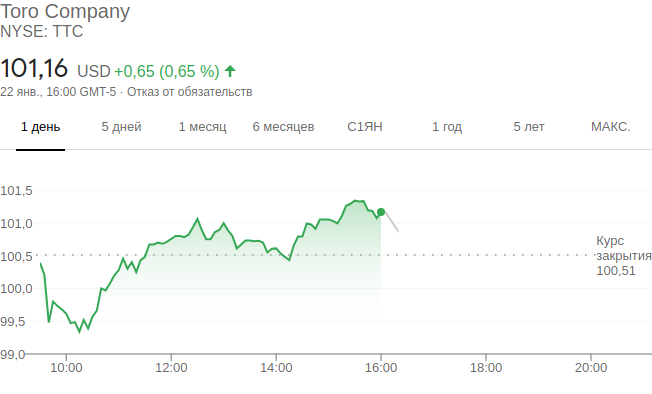 Toro Company
NYSE: TTC
101,16 USD +0,65 (0,65 %)
22 янв., 16:00 GMT-5 · Отказ от обязательств
1 день 5 дней 1 месяц 6 месяцев С1ЯН 1 год 5 лет МАКС.
101,5
101,0
100,5
100,0
99,5
99,0
Курс
закрытия
100,51
10:00 12:00 14:00 16:00 18:00 20:00